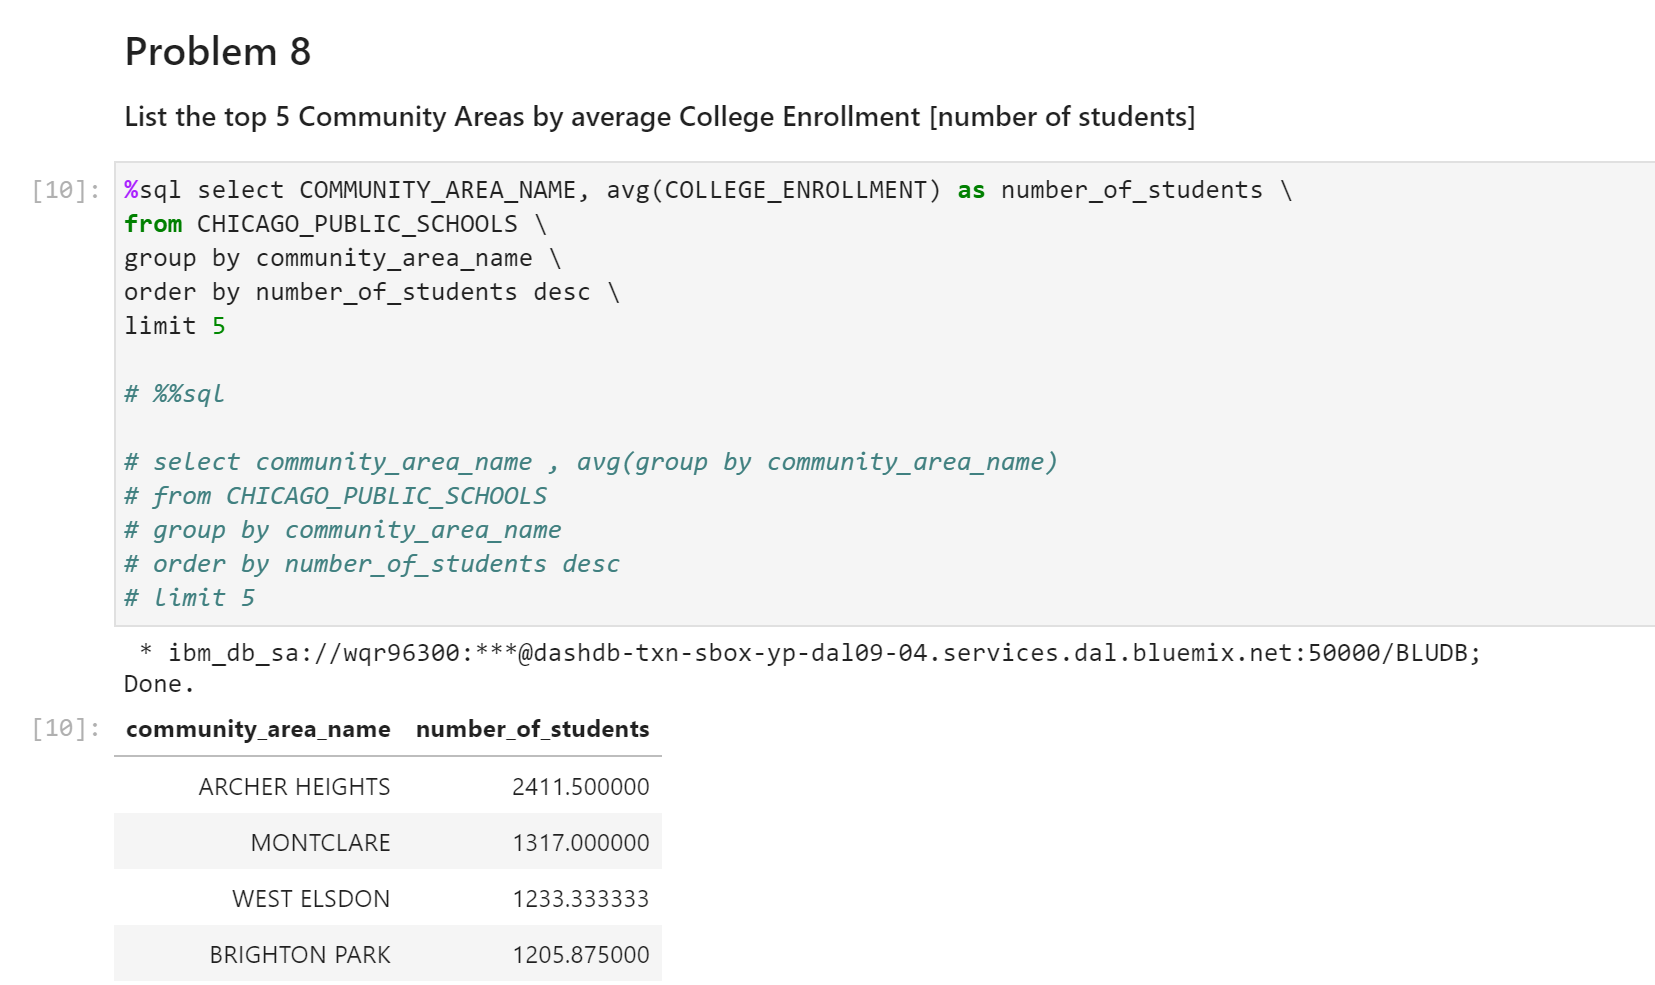 Problem 8
List the top 5 Community Areas by average College Enrollment [number of students]
[10]: %sql select COMMUNITY_AREA_NAME, avg(COLLEGE_ENROLLMENT) as number_of_students \
from CHICAGO_PUBLIC_SCHOOLS \
group by community_area_name \
order by number_of_students desc \
limit 5
# %%sql
# select community_area_name , avg(group by community_area_name)
# from CHICAGO_PUBLIC_SCHOOLS
# group by community_area_name
# order by number_of_students desc
# limit 5
* ibm_db_sa://wqr96300:***@dashdb-txn-sbox-yp-dal09-04.services.dal.bluemix.net:50000/BLUDB;
Done.
[10]: community_area_name number_of_students
ARCHER HEIGHTS 2411.500000
MONTCLARE 1317.000000
WEST ELSDON 1233.333333
BRIGHTON PARK 1205.875000